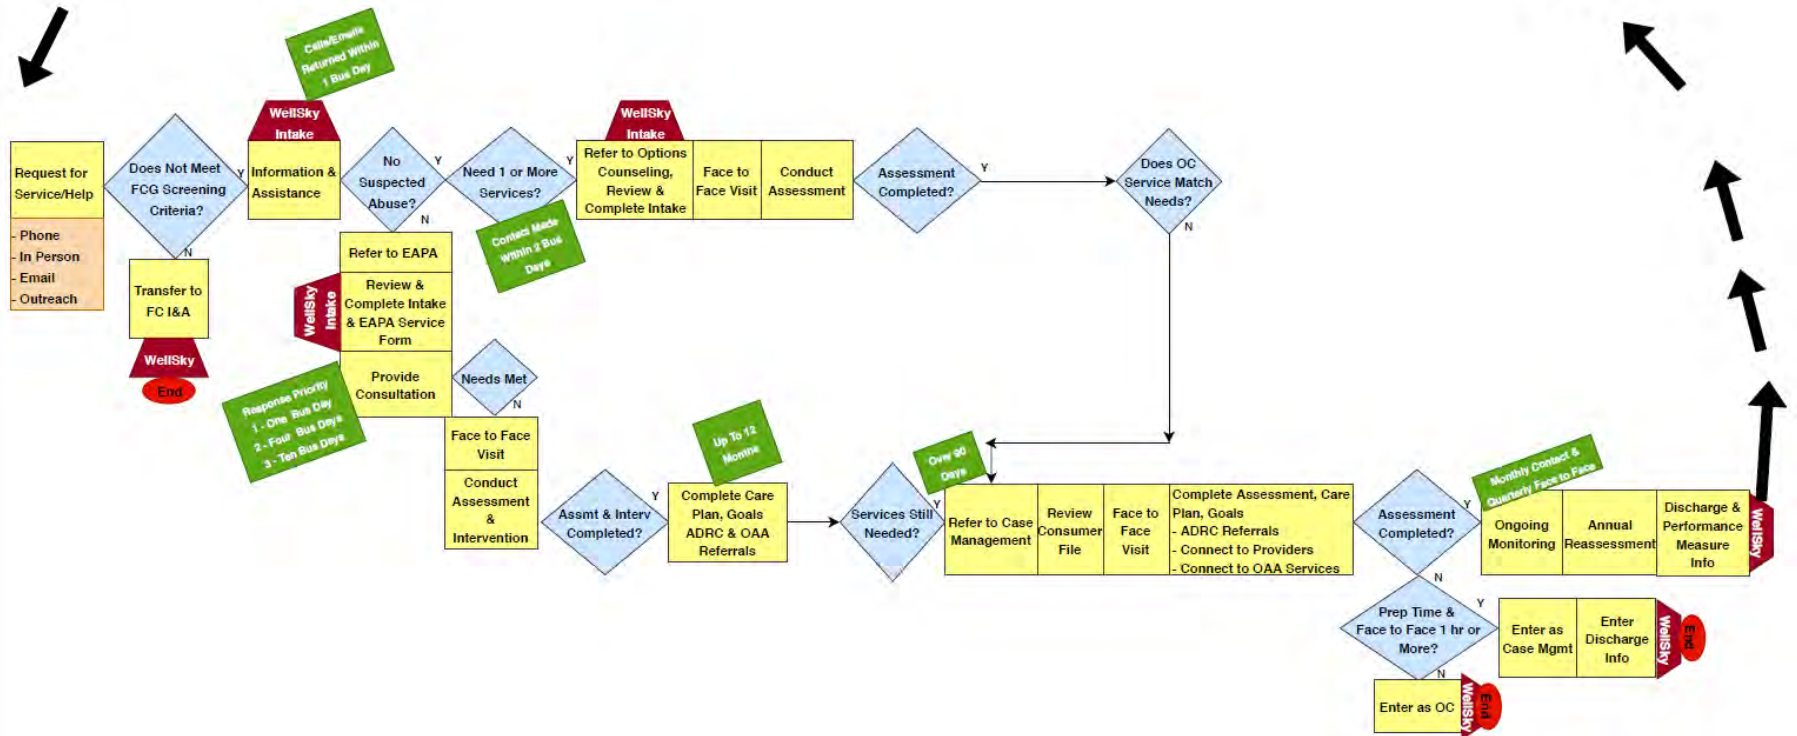 Calls/Emails
Returned Within
1 Bus Day
WellSky
Intake
WellSky
Intake
Request for
Service/Help
- Phone
- In Person
- Email
- Outreach
Does Not Meet
FCG Screening
Criteria?
Y
N
Transfer to
FC I&A
WellSky
End
Information &
Assistance
No
Suspected
Abuse?
Y
N
Need 1 or More
Services?
Y
Contact Made
Within 2 Bus
Days
Refer to Options
Counseling,
Review &
Complete Intake
Face to
Face Visit
Conduct
Assessment
Assessment
Completed?
Y
Does OC
Service Match
Needs?
N
Refer to EAPA
WellSky
Intake
Review &
Complete Intake
& EAPA Service
Form
Provide
Consultation
Response Priority
1 - One Bus Day
2 - Four Bus Days
3 - Ten Bus Days
Needs Met
N
Face to Face
Visit
Conduct
Assessment
&
Intervention
Assmt & Interv
Completed?
Y
Up To 12
Months
Complete Care
Plan, Goals
ADRC & OAA
Referrals
Services Still
Needed?
Y
Over 90
Days
Refer to Case
Management
Review
Consumer
File
Face to
Face
Visit
Complete Assessment, Care
Plan, Goals
- ADRC Referrals
- Connect to Providers
- Connect to OAA Services
Assessment
Completed?
Y
N
Monthly Contact &
Quarterly Face to Face
Ongoing
Monitoring
Annual
Reassessment
Discharge &
Performance
Measure
Info
WellSky
Prep Time &
Face to Face 1 hr or
More?
Y
N
Enter as
Case Mgmt
Enter
Discharge
Info
WellSky
End
Enter as OC
WellSky
End